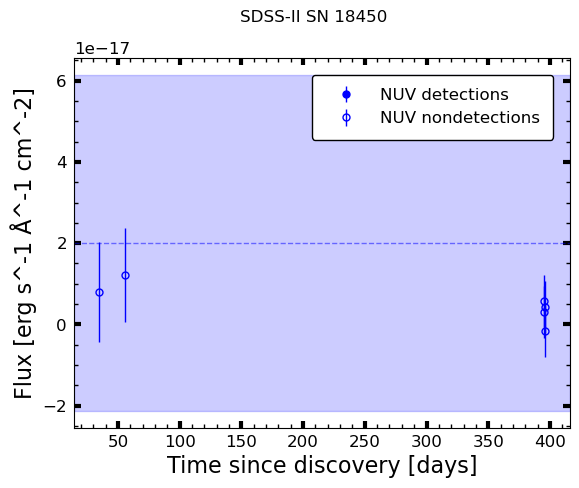 SDSS-II SN 18450
1e−17
NUV detections
NUV nondetections
6
4
2
0
−2
Flux [erg s^-1 Å^-1 cm^-2]
50 100 150 200 250 300 350 400
Time since discovery [days]